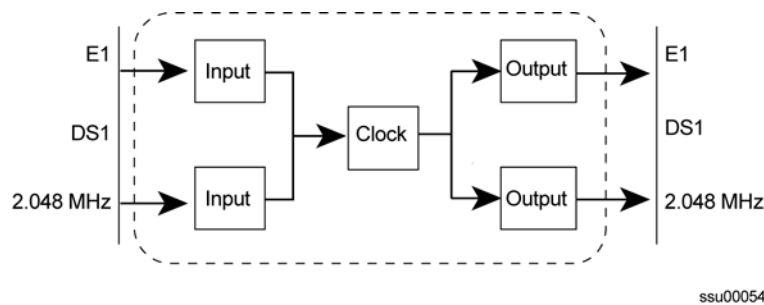 E1
Input
Output
E1
DS1
Clock
DS1
2.048 MHz
Input
Output
2.048 MHz
ssu00054